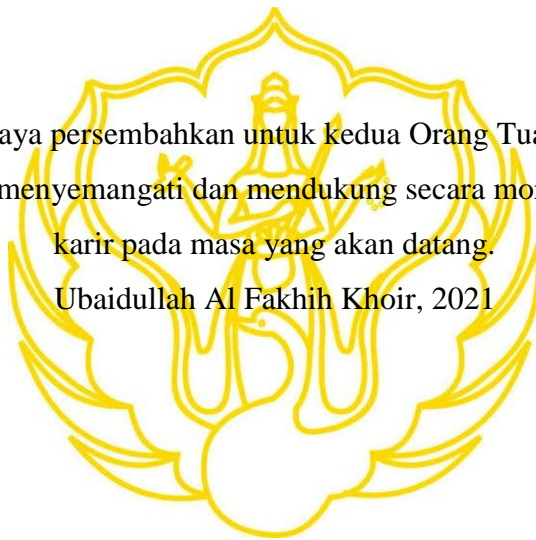 aya persembahkan untuk kedua Orang Tua
menyemangati dan mendukung secara mor
karir pada masa yang akan datang.
Ubaidullah Al Fakhih Khoir, 2021